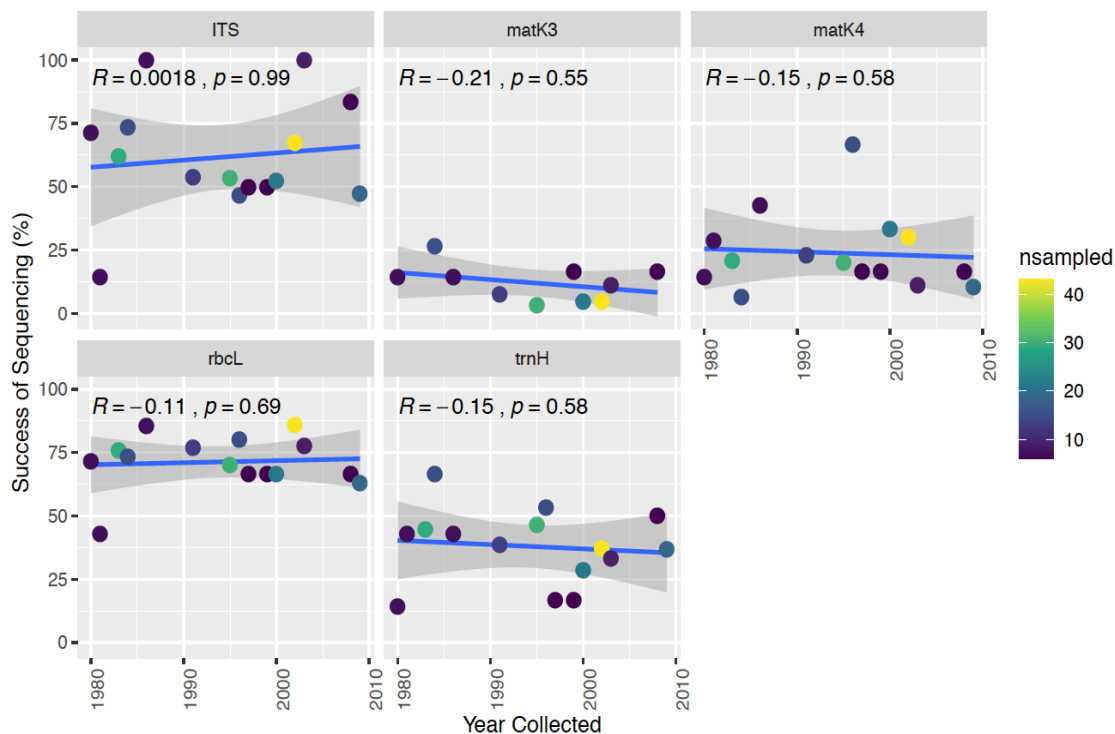 ITS
matK3
matK4
100
75
50
25
0
R = 0.0018 , p = 0.99
R = −0.21 , p = 0.55
R = −0.15 , p = 0.58
1980
1990
2000
2010
rbcL
trnH
100
75
50
25
0
R = −0.11 , p = 0.69
R = −0.15 , p = 0.58
1980
1990
2000
2010
1980
1990
2000
2010
Success of Sequencing (%)
Year Collected
nsampled
40
30
20
10